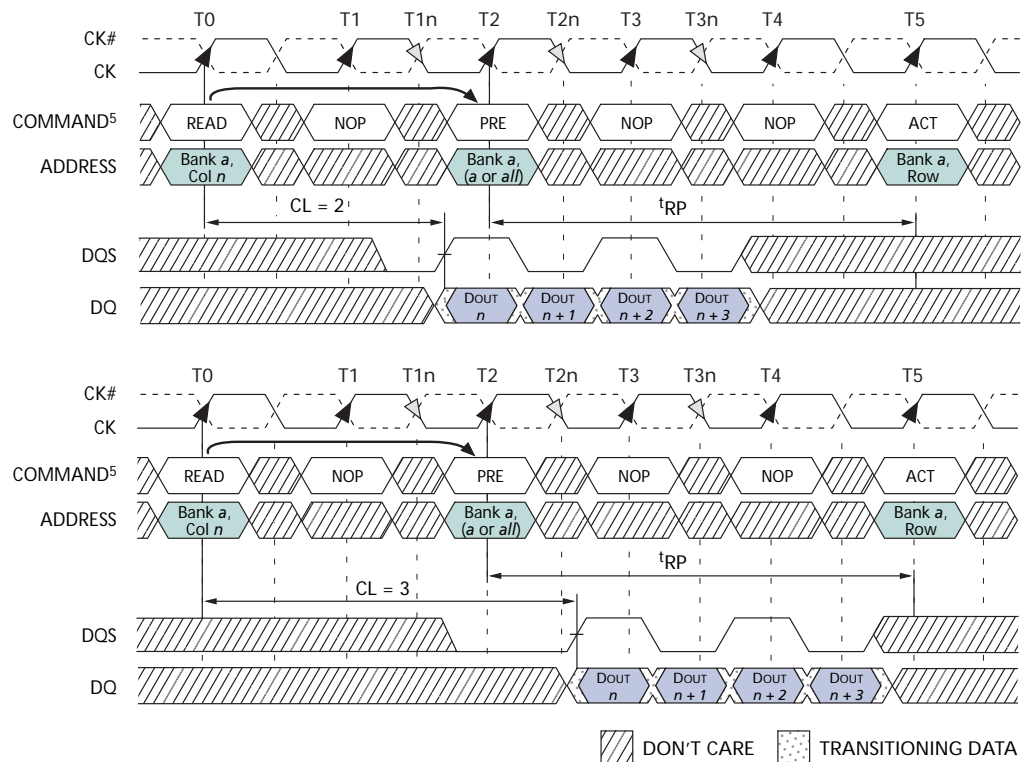 T0 T1 T1n T2 T2n T3 T3n T4 T5
CK#
CK
COMMAND⁵ READ NOP PRE NOP NOP ACT
ADDRESS Bank a, Col n Bank a, (a or all) Bank a, Row
CL = 2 tRP
DQS
DQ DOUT n DOUT n + 1 DOUT n + 2 DOUT n + 3
T0 T1 T1n T2 T2n T3 T3n T4 T5
CK#
CK
COMMAND⁵ READ NOP PRE NOP NOP ACT
ADDRESS Bank a, Col n Bank a, (a or all) Bank a, Row
tRP
CL = 3
DQS
DQ DOUT n DOUT n + 1 DOUT n + 2 DOUT n + 3
DON'T CARE TRANSITIONING DATA